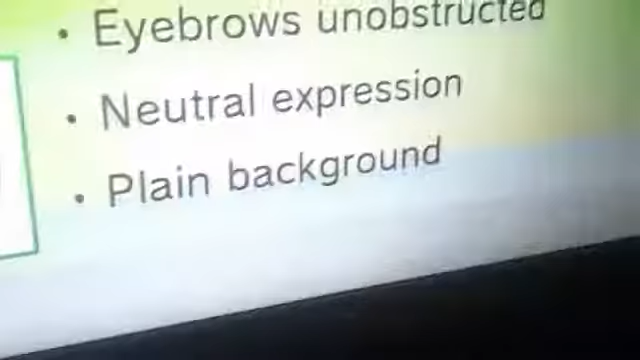 • Eyebrows unobstructed
• Neutral expression
• Plain background